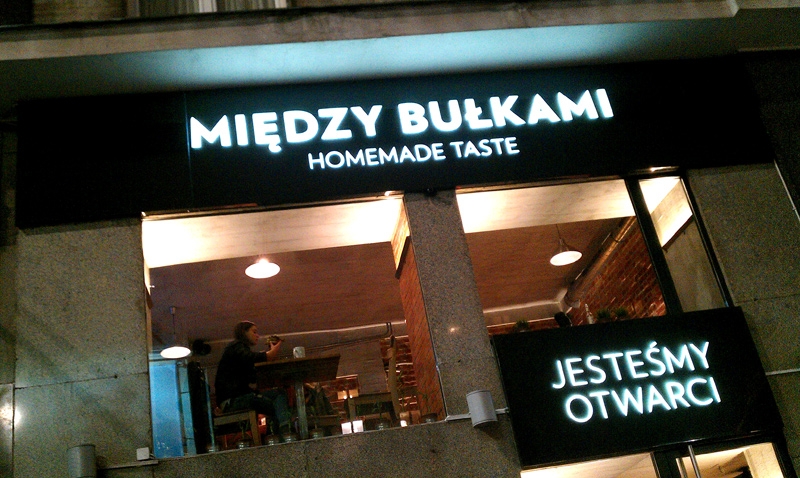 MIĘDZY BUŁKAMI
HOMEMADE TASTE
JESTEŚMY
OTWARCI